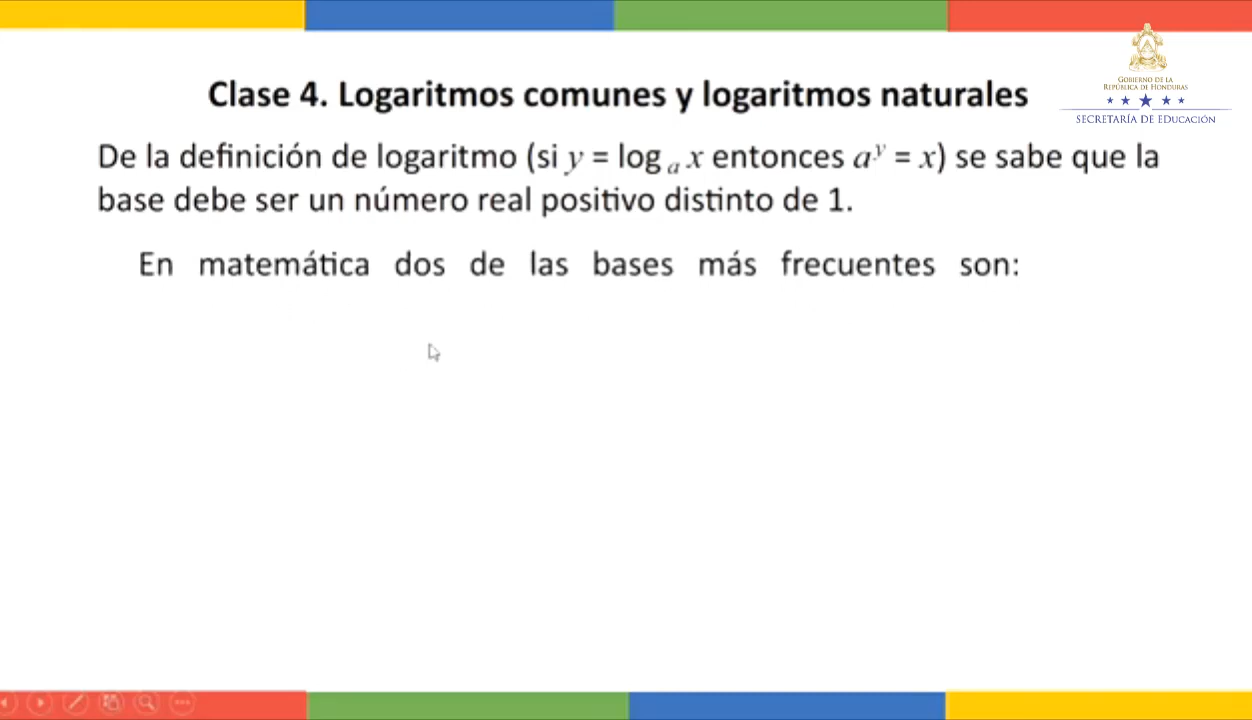 Clase 4. Logaritmos comunes y logaritmos naturales
GOBIERNO DE LA
REPÚBLICA DE HONDURAS
SECRETARÍA DE EDUCACIÓN
De la definición de logaritmo (si y = log a x entonces a^y = x) se sabe que la
base debe ser un número real positivo distinto de 1.
En matemática dos de las bases más frecuentes son: